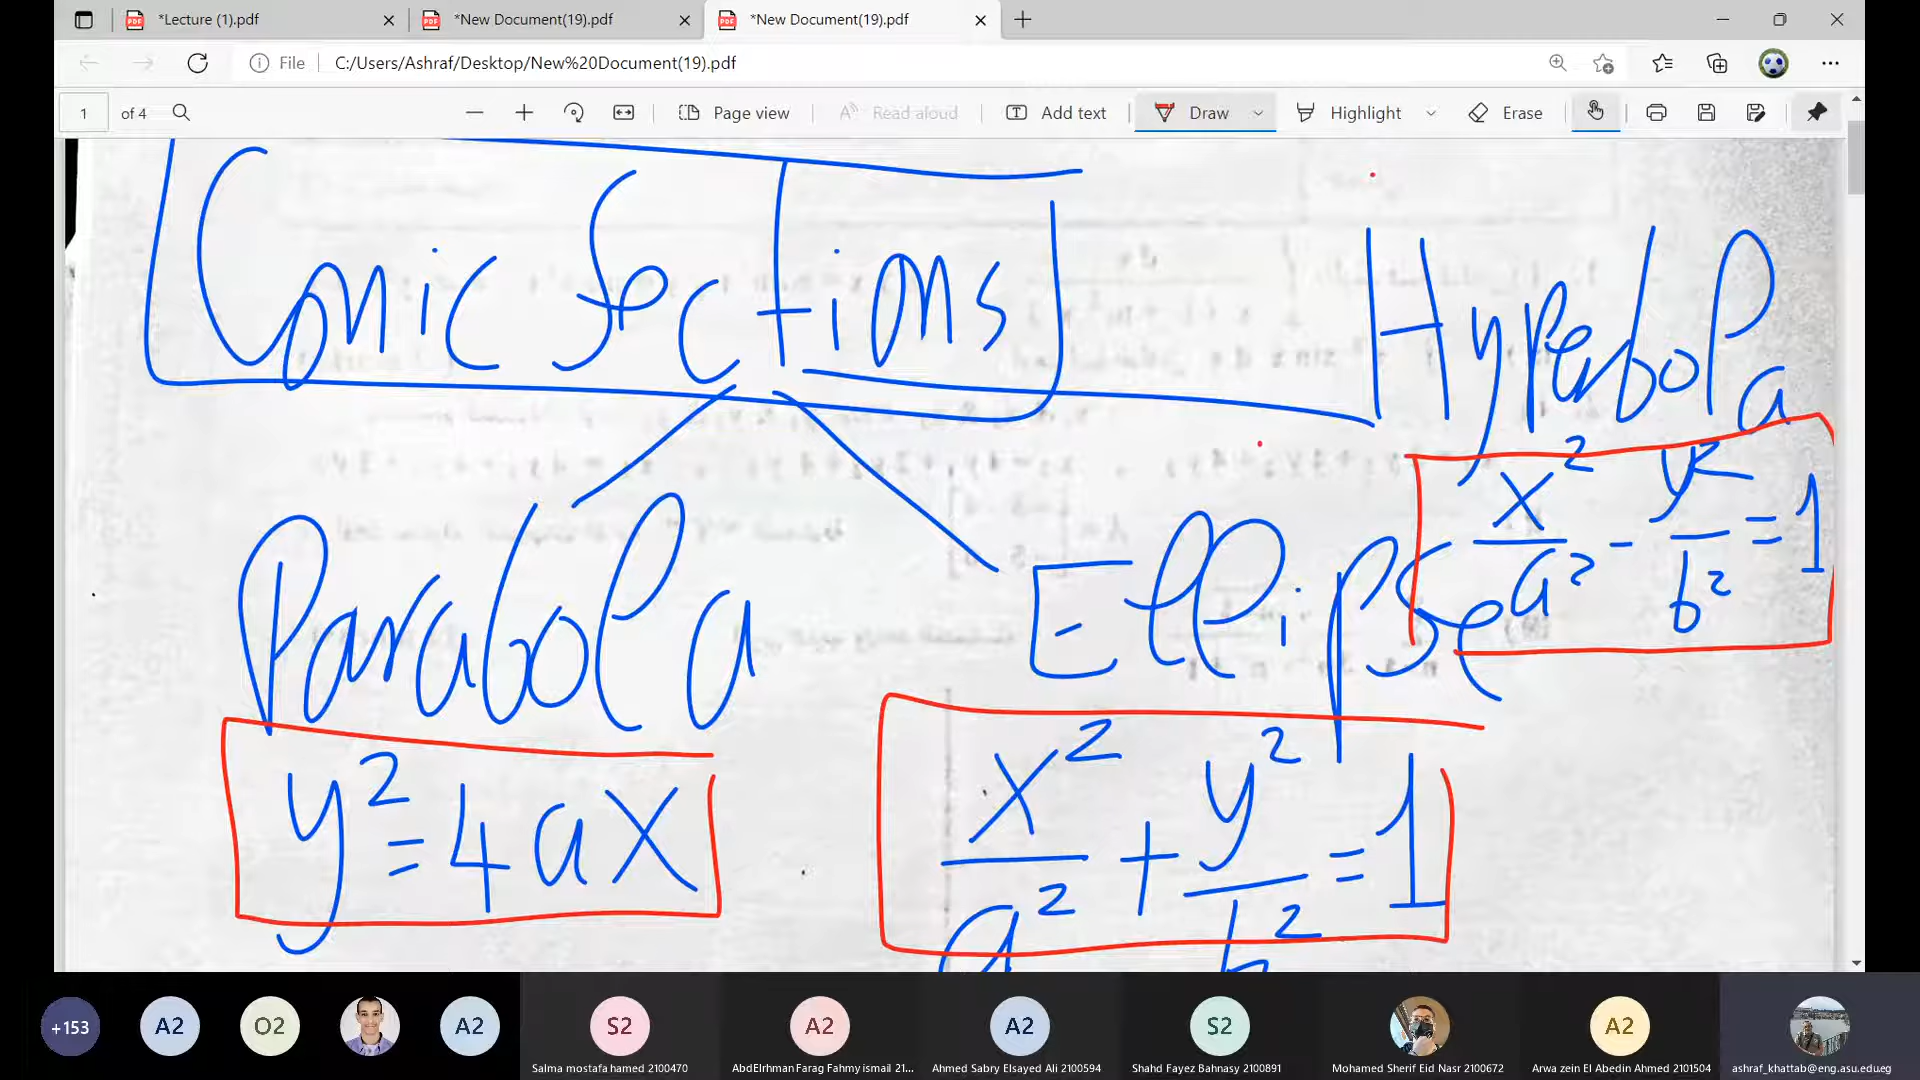 *Lecture (1).pdf
*New Document(19).pdf
*New Document(19).pdf
File
C:/Users/Ashraf/Desktop/New%20Document(19).pdf
1 of 4
Page view
Read aloud
Add text
Draw
Highlight
Erase
Conic Sections
Hyperbola
x²/a² - y²/b² = 1
Parabola
Ellipse
y² = 4ax
x²/a² + y²/b² = 1
+153
A2
O2
A2
S2
A2
A2
S2
A2
Salma mostafa hamed 2100470
AbdElrhman Farag Fahmy ismail 21...
Ahmed Sabry Elsayed Ali 2100594
Shahd Fayez Bahnasy 2100891
Mohamed Sherif Eid Nasr 2100672
Arwa zein El Abedin Ahmed 2101504
ashraf_khattab@eng.asu.edu.eg